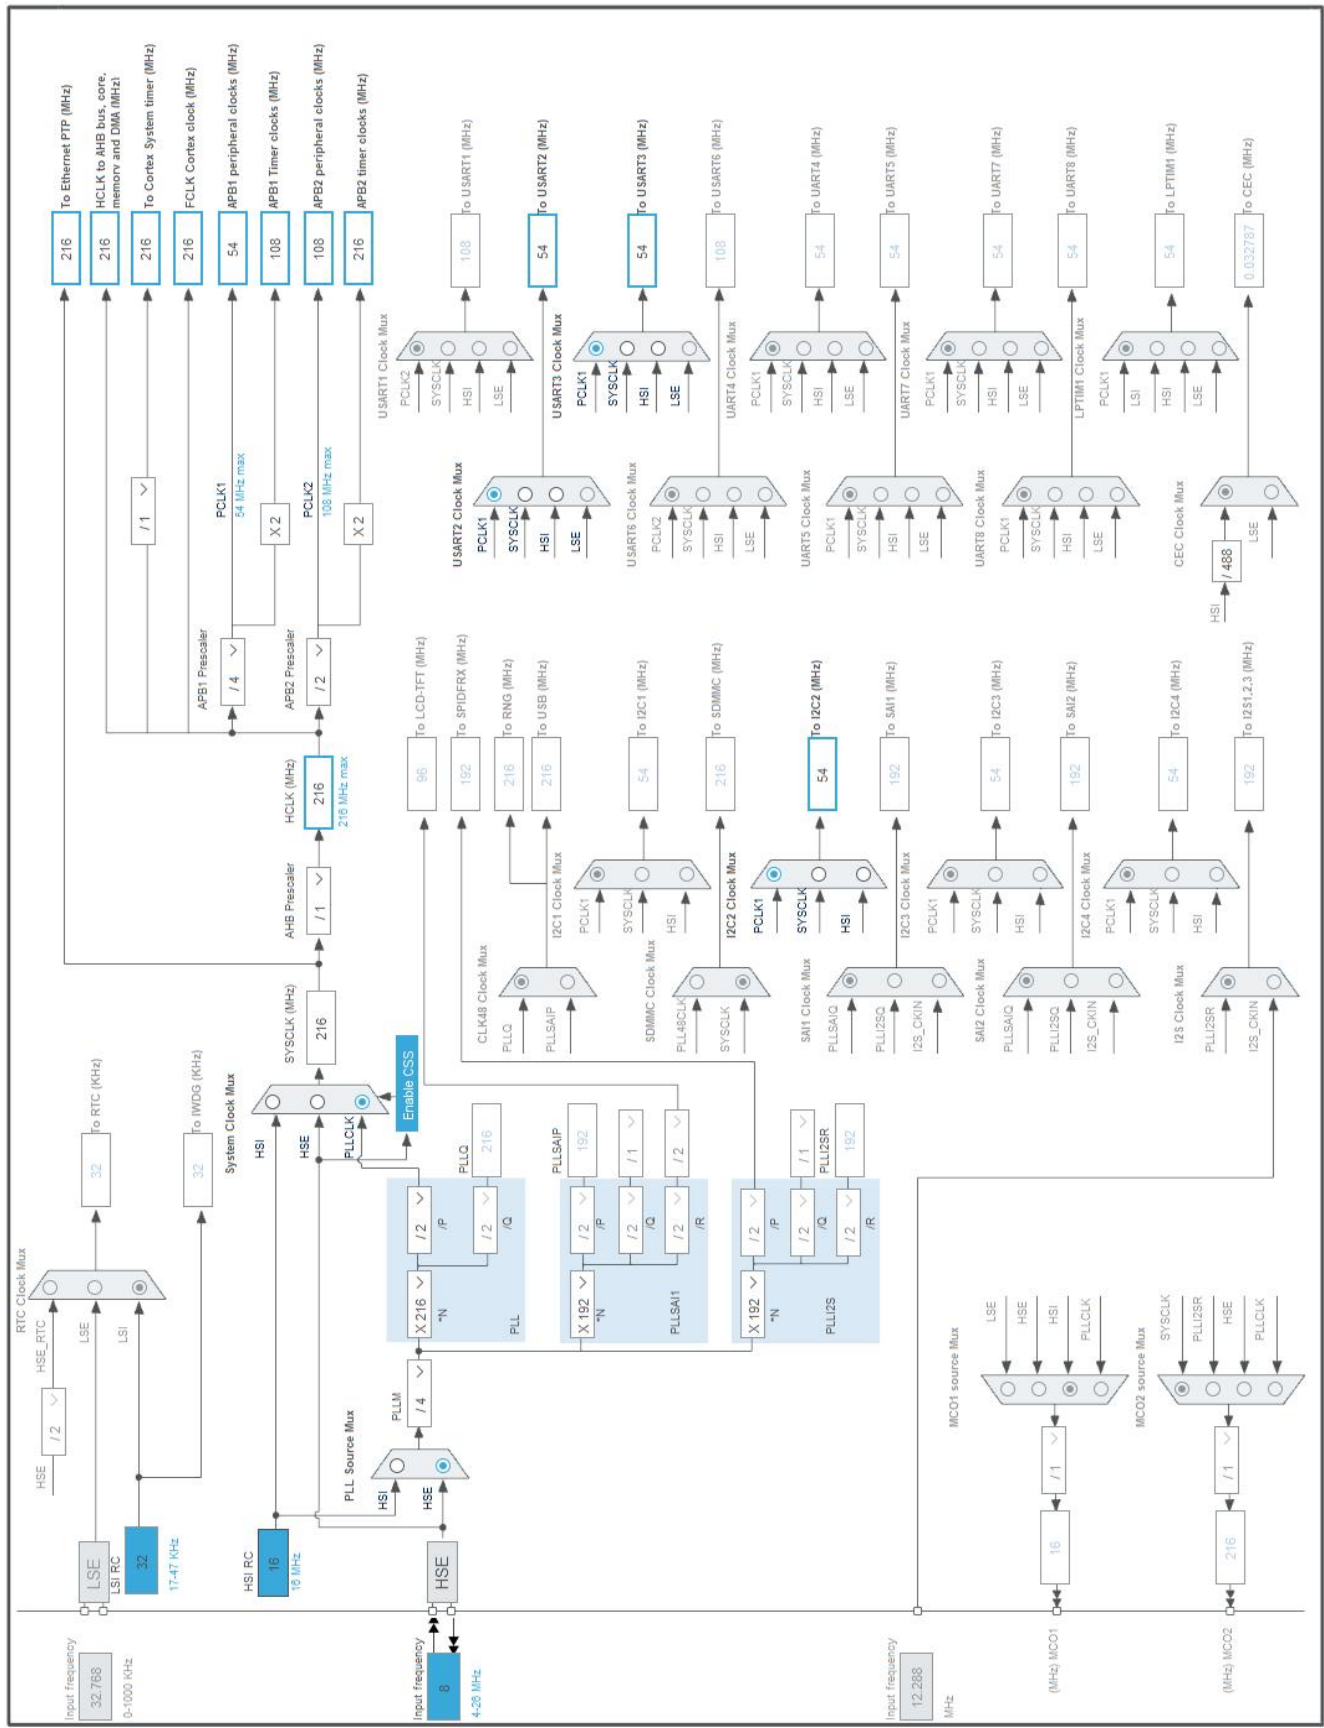 Input frequency
32.768
0-1000 KHz
LSE
LSI RC
32
17-47 KHz
HSE
/ 2
HSE_RTC
LSE
LSI
RTC Clock Mux
32
To RTC (KHz)
32
To IWDG (KHz)
HSI RC
16
16 MHz
Input frequency
8
4-26 MHz
HSE
PLL Source Mux
HSI
HSE
PLLM
/ 4
X 216
*N
/ 2
/P
/ 2
/Q
PLL
PLLQ
216
X 192
*N
/ 2
/P
/ 2
/Q
/ 2
/R
PLLSAI1
PLLSAIP
192
/ 1
/ 2
X 192
*N
/ 2
/P
/ 2
/Q
/ 2
/R
PLLI2S
/ 1
PLLI2SR
192
System Clock Mux
HSI
HSE
PLLCLK
Enable CSS
SYSCLK (MHz)
216
AHB Prescaler
/ 1
HCLK (MHz)
216
216 MHz max
APB1 Prescaler
/ 4
APB2 Prescaler
/ 2
/ 1
PCLK1
54 MHz max
X 2
PCLK2
108 MHz max
X 2
216
To Ethernet PTP (MHz)
216
HCLK to AHB bus, core,
memory and DMA (MHz)
216
To Cortex System timer (MHz)
216
FCLK Cortex clock (MHz)
54
APB1 peripheral clocks (MHz)
108
APB1 Timer clocks (MHz)
108
APB2 peripheral clocks (MHz)
216
APB2 timer clocks (MHz)
96
To LCD-TFT (MHz)
192
To SPIDFRX (MHz)
CLK48 Clock Mux
PLLQ
PLLSAIP
216
To RNG (MHz)
216
To USB (MHz)
I2C1 Clock Mux
PCLK1
SYSCLK
HSI
54
To I2C1 (MHz)
SDMMC Clock Mux
PLL48CLK
SYSCLK
216
To SDMMC (MHz)
I2C2 Clock Mux
PCLK1
SYSCLK
HSI
54
To I2C2 (MHz)
SAI1 Clock Mux
PLLSAIQ
PLLI2SQ
I2S_CKIN
192
To SAI1 (MHz)
I2C3 Clock Mux
PCLK1
SYSCLK
HSI
54
To I2C3 (MHz)
SAI2 Clock Mux
PLLSAIQ
PLLI2SQ
I2S_CKIN
192
To SAI2 (MHz)
I2C4 Clock Mux
PCLK1
SYSCLK
HSI
54
To I2C4 (MHz)
I2S Clock Mux
PLLI2SR
I2S_CKIN
192
To I2S1,2,3 (MHz)
USART1 Clock Mux
PCLK2
SYSCLK
HSI
LSE
108
To USART1 (MHz)
USART2 Clock Mux
PCLK1
SYSCLK
HSI
LSE
54
To USART2 (MHz)
USART3 Clock Mux
PCLK1
SYSCLK
HSI
LSE
54
To USART3 (MHz)
USART6 Clock Mux
PCLK2
SYSCLK
HSI
LSE
108
To USART6 (MHz)
UART4 Clock Mux
PCLK1
SYSCLK
HSI
LSE
54
To UART4 (MHz)
UART5 Clock Mux
PCLK1
SYSCLK
HSI
LSE
54
To UART5 (MHz)
UART7 Clock Mux
PCLK1
SYSCLK
HSI
LSE
54
To UART7 (MHz)
UART8 Clock Mux
PCLK1
SYSCLK
HSI
LSE
54
To UART8 (MHz)
LPTIM1 Clock Mux
PCLK1
LSI
HSI
LSE
54
To LPTIM1 (MHz)
CEC Clock Mux
HSI
/ 488
LSE
0.032787
To CEC (MHz)
Input frequency
12.288
MHz
MCO1 source Mux
LSE
HSE
HSI
PLLCLK
/ 1
16
(MHz) MCO1
MCO2 source Mux
SYSCLK
PLLI2SR
HSE
PLLCLK
/ 1
216
(MHz) MCO2